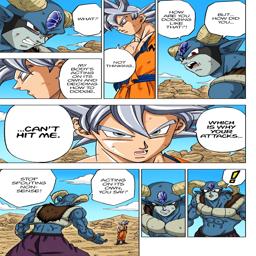 BUT...
HOW DID
YOU...
HOW
ARE YOU
DODGING
LIKE
THAT?!
NOT
THINKING.
MY
BODY'S
ACTING
ON ITS
OWN AND
DECIDING
HOW TO
DODGE.
WHAT?
WHICH
IS WHY
YOUR
ATTACKS...
...CAN'T
HIT ME.
!
ACTING
ON ITS
OWN,
YOU SAY?
STOP
SPOUTING
NON-
SENSE!